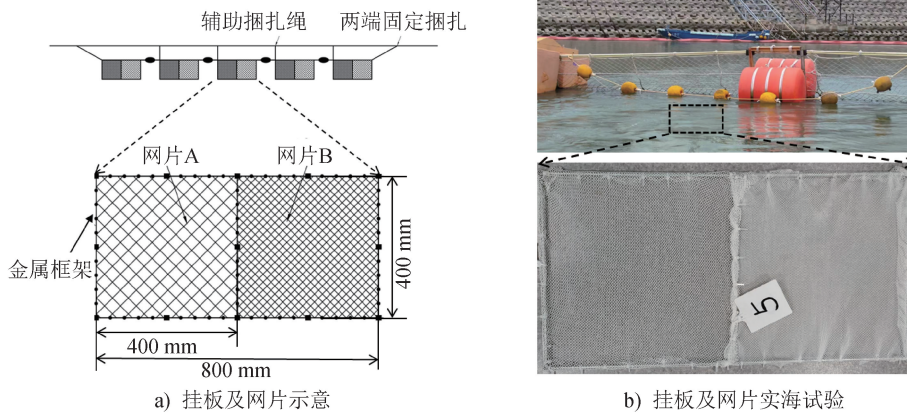 辅助捆扎绳
两端固定捆扎
网片A
网片B
金属框架
400 mm
400 mm
800 mm
5
a) 挂板及网片示意
b) 挂板及网片实海试验